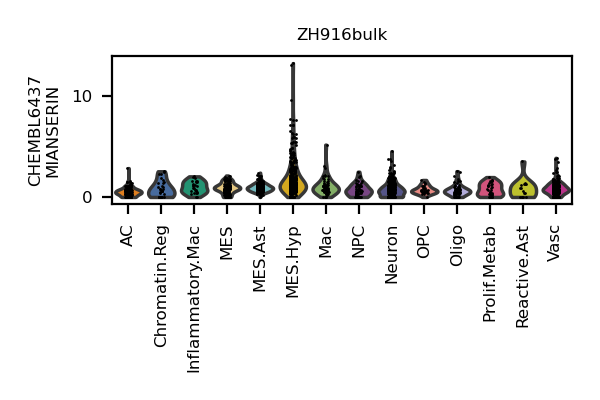 ZH916bulk
CHEMBL6437
MIANSERIN
10
0
AC
Chromatin.Reg
Inflammatory.Mac
MES
MES.Ast
MES.Hyp
Mac
NPC
Neuron
OPC
Oligo
Prolif.Metab
Reactive.Ast
Vasc